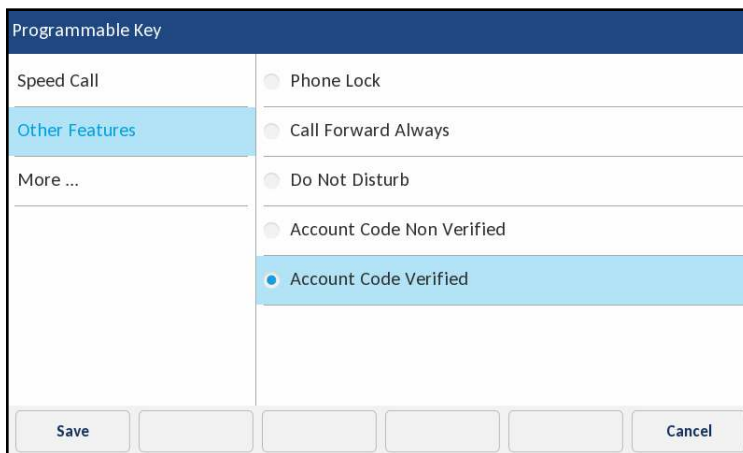 Programmable Key
Speed Call
Other Features
More ...
Phone Lock
Call Forward Always
Do Not Disturb
Account Code Non Verified
Account Code Verified
Save
Cancel